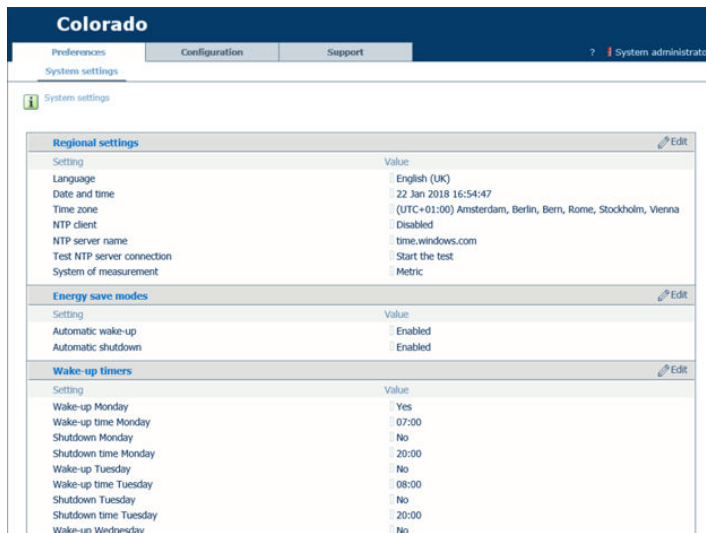 Colorado
Preferences Configuration Support ? System administrato
System settings
System settings
Regional settings Edit
Setting Value
Language English (UK)
Date and time 22 Jan 2018 16:54:47
Time zone (UTC+01:00) Amsterdam, Berlin, Bern, Rome, Stockholm, Vienna
NTP client Disabled
NTP server name time.windows.com
Test NTP server connection Start the test
System of measurement Metric
Energy save modes Edit
Setting Value
Automatic wake-up Enabled
Automatic shutdown Enabled
Wake-up timers Edit
Setting Value
Wake-up Monday Yes
Wake-up time Monday 07:00
Shutdown Monday No
Shutdown time Monday 20:00
Wake-up Tuesday No
Wake-up time Tuesday 08:00
Shutdown Tuesday No
Shutdown time Tuesday 20:00
Wake-up Wednesday No